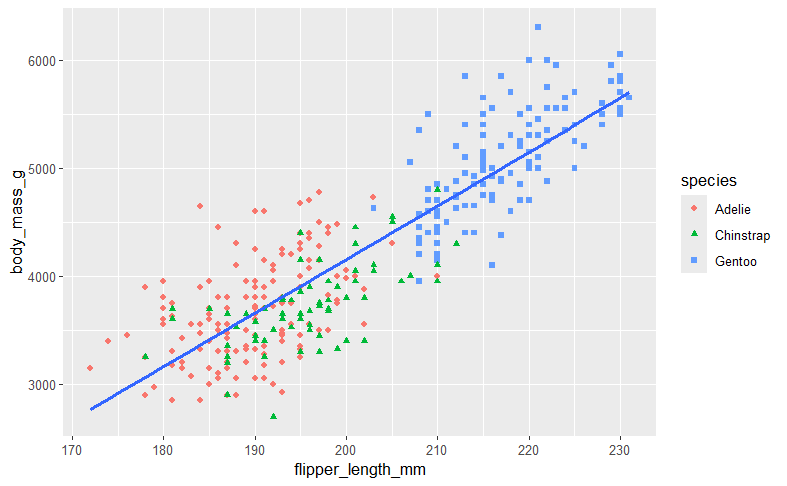 body_mass_g
6000
5000
4000
3000
170
180
190
200
210
220
230
flipper_length_mm
species
Adelie
Chinstrap
Gentoo